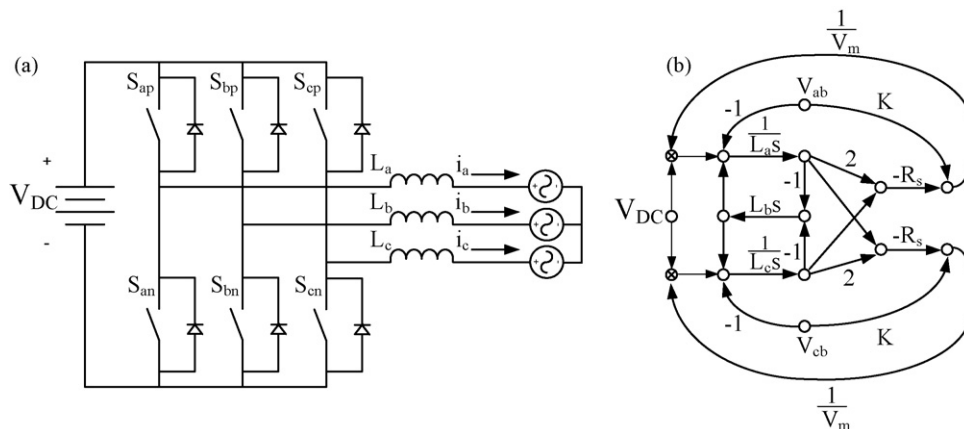 (a)
S_ap
S_bp
S_cp
+
V_DC
-
L_a
i_a
L_b
i_b
L_c
i_c
+ -
+ -
+ -
S_an
S_bn
S_cn
(b)
1/V_m
V_ab
-1
K
1/L_a s
2
-1
-R_s
V_DC
L_b s
1/L_c s
-1
2
-R_s
-1
V_cb
K
1/V_m